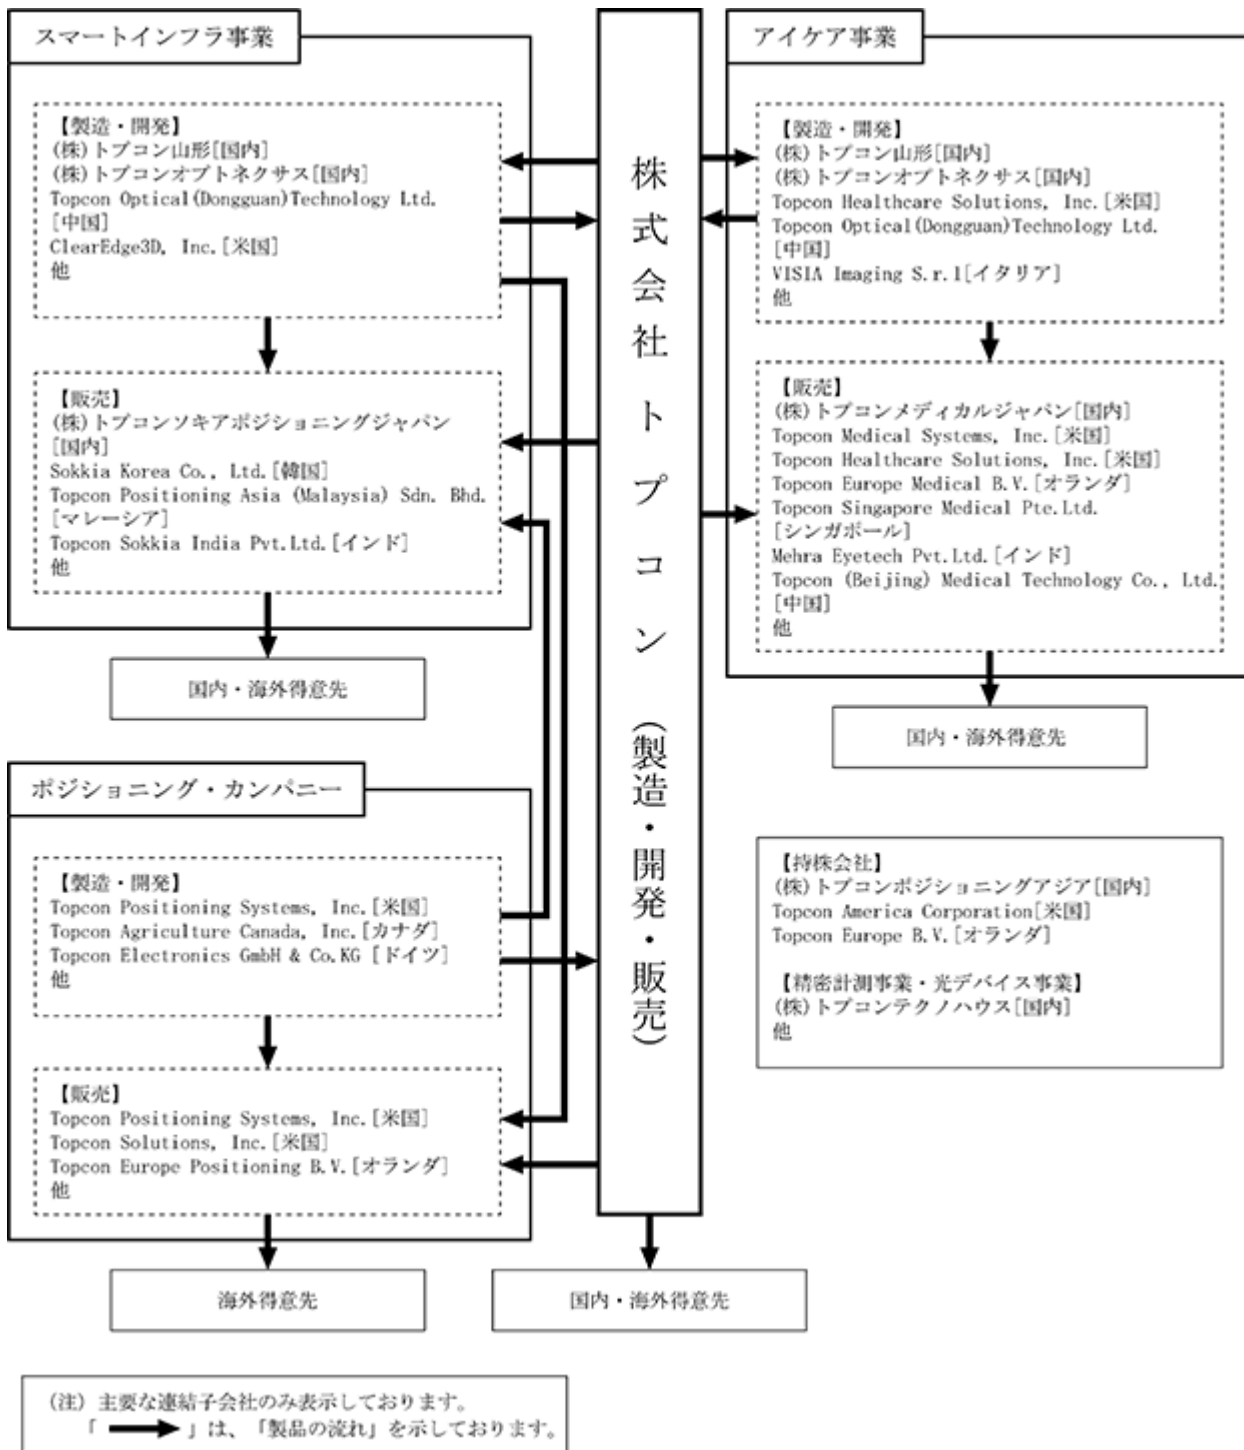 スマートインフラ事業
【製造・開発】
(株)トプコン山形[国内]
(株)トプコンオプトネクサス[国内]
Topcon Optical(Dongguan)Technology Ltd.
[中国]
ClearEdge3D, Inc.[米国]
他
【販売】
(株)トプコンソキアポジショニングジャパン
[国内]
Sokkia Korea Co., Ltd.[韓国]
Topcon Positioning Asia (Malaysia) Sdn. Bhd.
[マレーシア]
Topcon Sokkia India Pvt.Ltd.[インド]
他
国内・海外得意先
ポジショニング・カンパニー
【製造・開発】
Topcon Positioning Systems, Inc.[米国]
Topcon Agriculture Canada, Inc.[カナダ]
Topcon Electronics GmbH & Co.KG [ドイツ]
他
【販売】
Topcon Positioning Systems, Inc.[米国]
Topcon Solutions, Inc.[米国]
Topcon Europe Positioning B.V.[オランダ]
他
海外得意先
株式会社トプコン (製造・開発・販売)
国内・海外得意先
アイケア事業
【製造・開発】
(株)トプコン山形[国内]
(株)トプコンオプトネクサス[国内]
Topcon Healthcare Solutions, Inc.[米国]
Topcon Optical(Dongguan)Technology Ltd.
[中国]
VISIA Imaging S.r.l[イタリア]
他
【販売】
(株)トプコンメディカルジャパン[国内]
Topcon Medical Systems, Inc.[米国]
Topcon Healthcare Solutions, Inc.[米国]
Topcon Europe Medical B.V.[オランダ]
Topcon Singapore Medical Pte.Ltd.
[シンガポール]
Mehra Eyetech Pvt.Ltd.[インド]
Topcon (Beijing) Medical Technology Co., Ltd.
[中国]
他
国内・海外得意先
【持株会社】
(株)トプコンポジショニングアジア[国内]
Topcon America Corporation[米国]
Topcon Europe B.V.[オランダ]
【精密計測事業・光デバイス事業】
(株)トプコンテクノハウス[国内]
他
(注) 主要な連結子会社のみ表示しております。
「 ➡ 」は、「製品の流れ」を示しております。